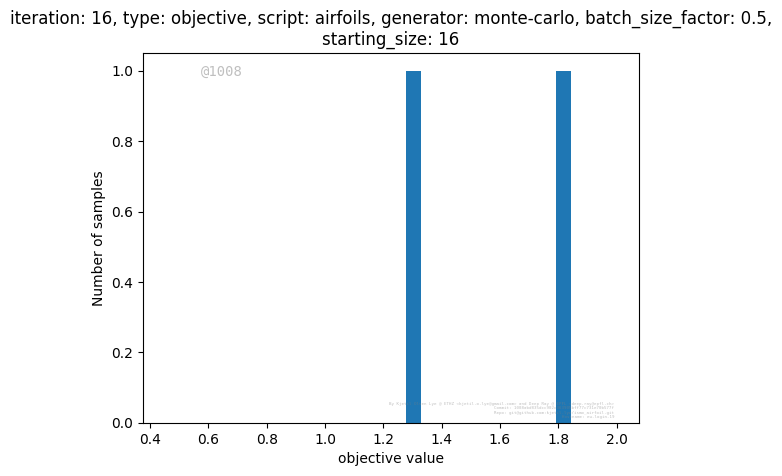 iteration: 16, type: objective, script: airfoils, generator: monte-carlo, batch_size_factor: 0.5,
starting_size: 16
@1008
1.0
0.8
0.6
0.4
0.2
0.0
Number of samples
0.4 0.6 0.8 1.0 1.2 1.4 1.6 1.8 2.0
objective value